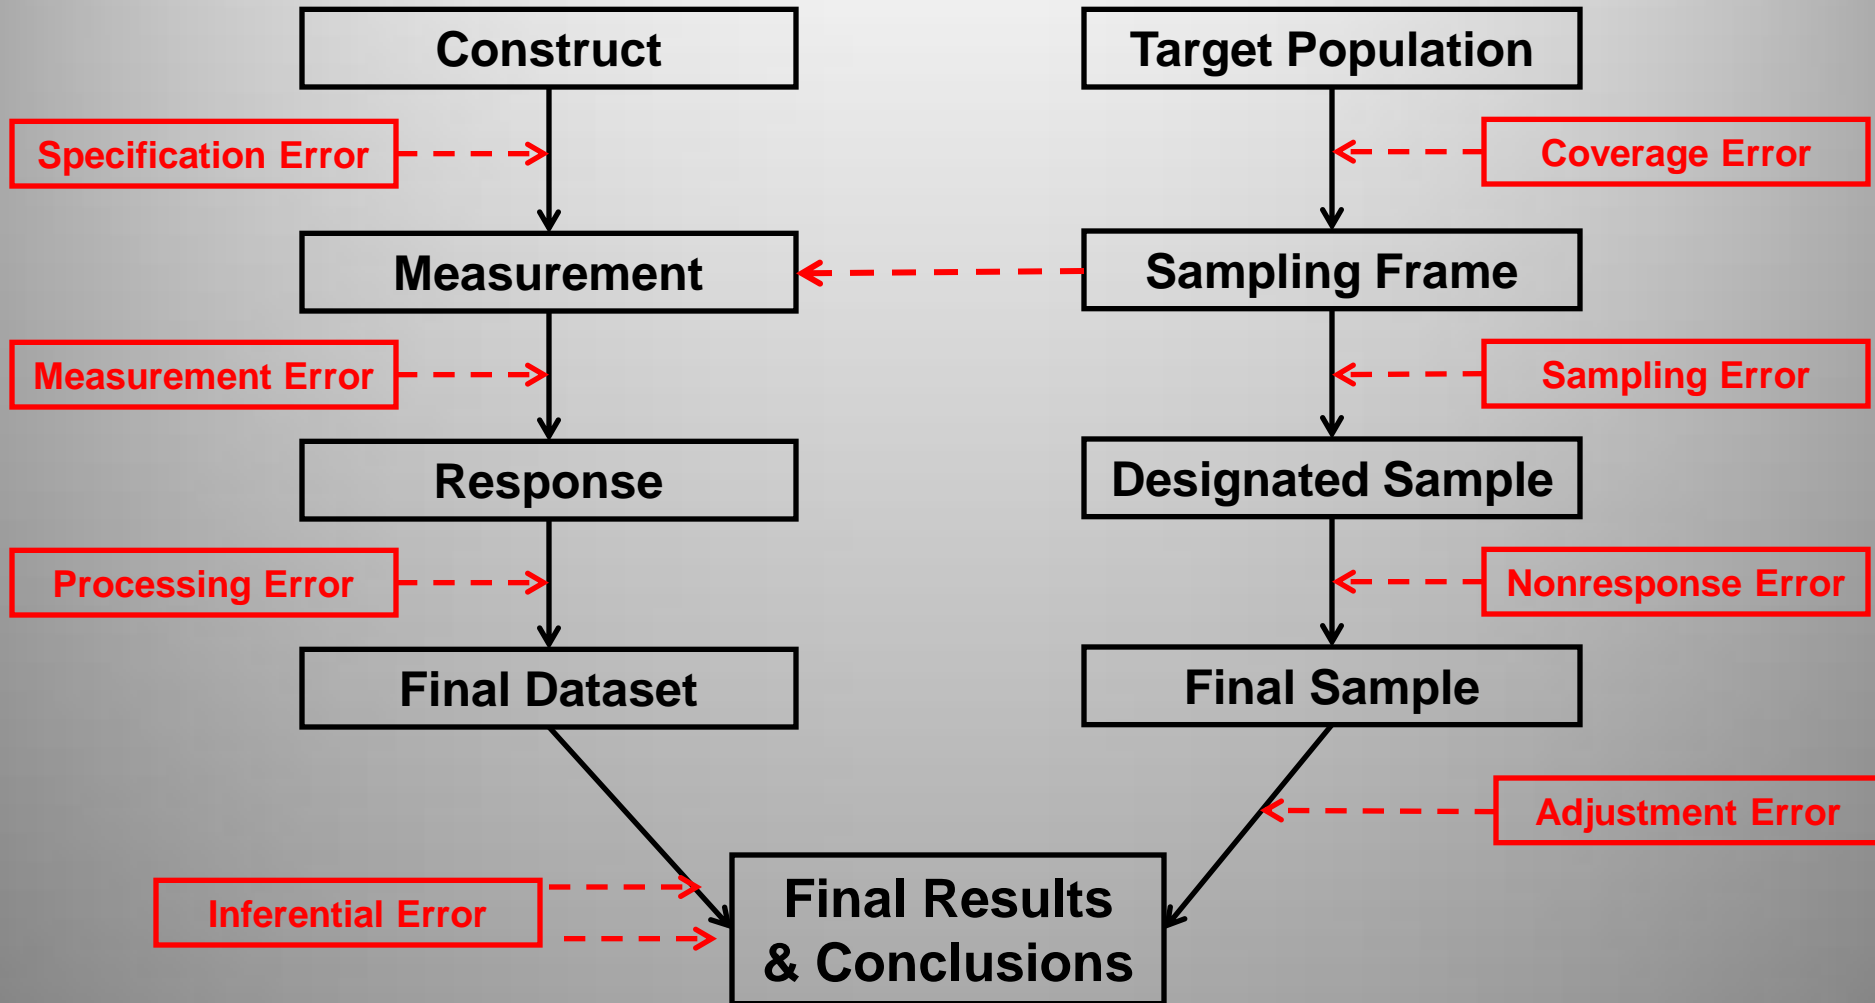 Construct
Target Population
Specification Error
Coverage Error
Measurement
Sampling Frame
Measurement Error
Sampling Error
Response
Designated Sample
Processing Error
Nonresponse Error
Final Dataset
Final Sample
Adjustment Error
Inferential Error
Final Results
& Conclusions